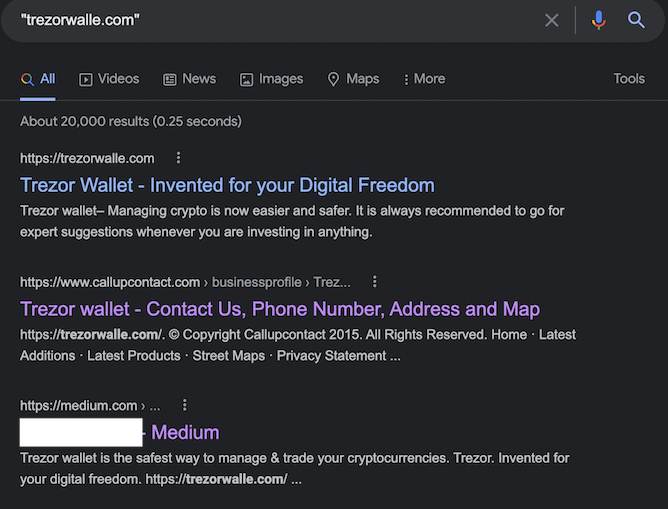 "trezorwalle.com"
All Videos News Images Maps More Tools
About 20,000 results (0.25 seconds)
https://trezorwalle.com
Trezor Wallet - Invented for your Digital Freedom
Trezor wallet– Managing crypto is now easier and safer. It is always recommended to go for
expert suggestions whenever you are investing in anything.
https://www.callupcontact.com › businessprofile › Trez...
Trezor wallet - Contact Us, Phone Number, Address and Map
https://trezorwalle.com/. © Copyright Callupcontact 2015. All Rights Reserved. Home · Latest
Additions · Latest Products · Street Maps · Privacy Statement ...
https://medium.com › ...
- Medium
Trezor wallet is the safest way to manage & trade your cryptocurrencies. Trezor. Invented for
your digital freedom. https://trezorwalle.com/ ...